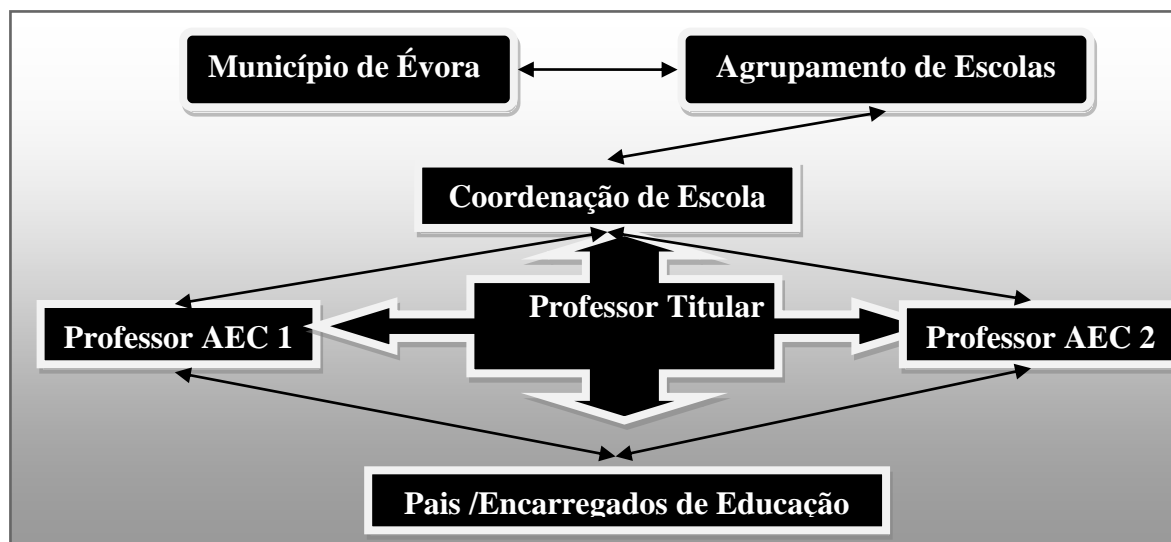 Município de Évora
Agrupamento de Escolas
Coordenação de Escola
Professor Titular
Professor AEC 1
Professor AEC 2
Pais /Encarregados de Educação